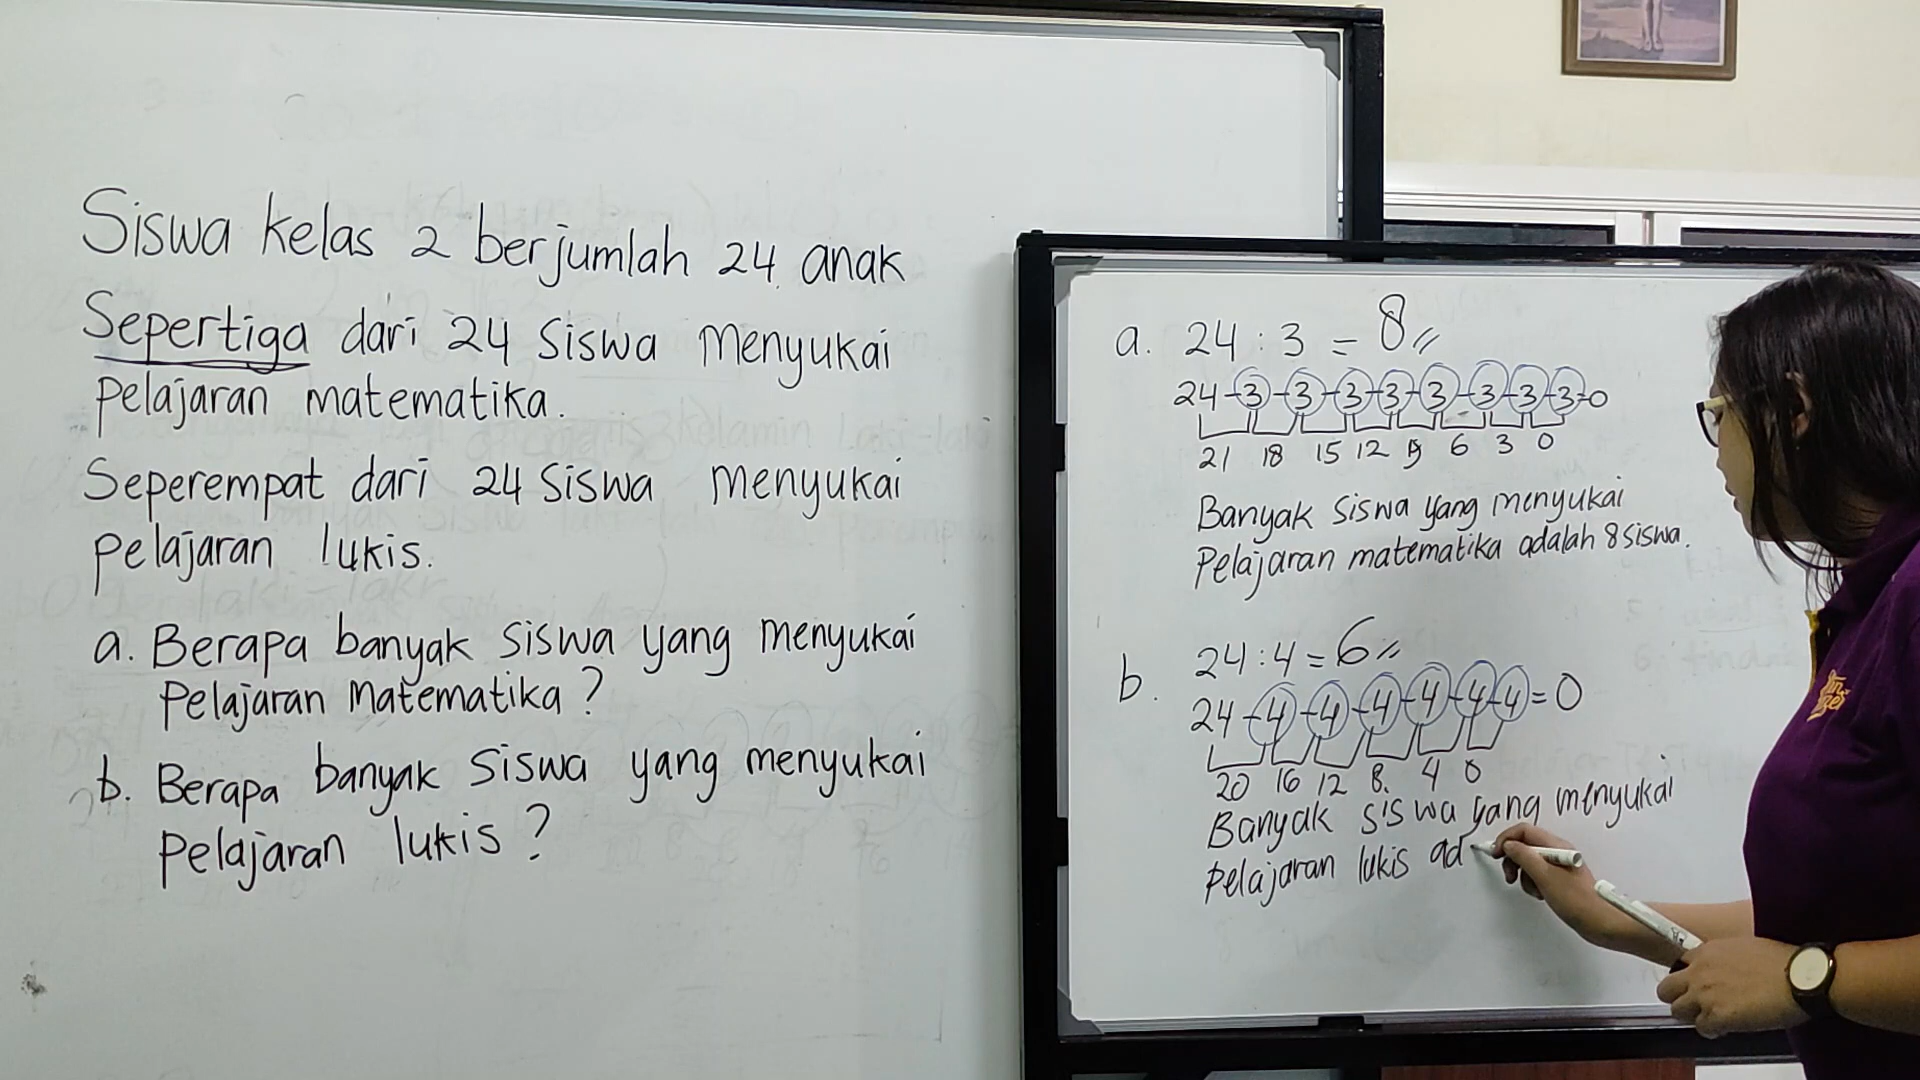 Siswa kelas 2 berjumlah 24 anak
Sepertiga dari 24 siswa menyukai
pelajaran matematika.
Seperempat dari 24 siswa menyukai
pelajaran lukis.
a. Berapa banyak siswa yang menyukai
pelajaran matematika?
b. Berapa banyak siswa yang menyukai
pelajaran lukis?
a. 24 : 3 = 8
24-3-3-3-3-3-3-3-3=0
21 18 15 12 9 6 3 0
Banyak siswa yang menyukai
pelajaran matematika adalah 8 siswa.
b. 24 : 4 = 6
24-4-4-4-4-4-4=0
20 16 12 8. 4 0
Banyak siswa yang menyukai
pelajaran lukis ad